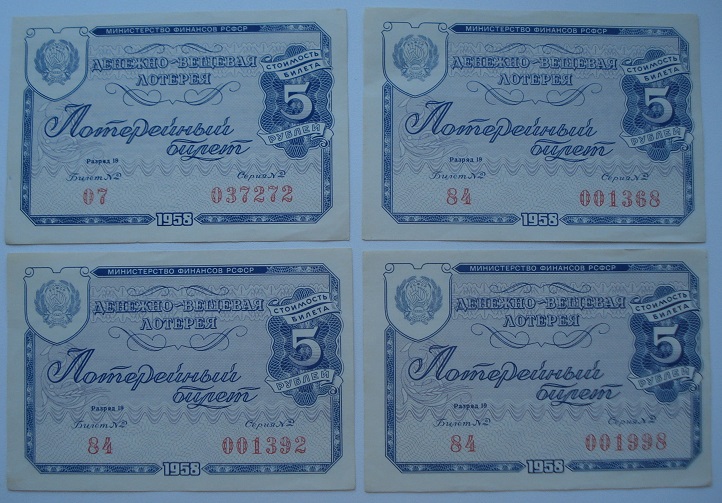 МИНИСТЕРСТВО ФИНАНСОВ РСФСР
ДЕНЕЖНО-ВЕЩЕВАЯ
ЛОТЕРЕЯ
СТОИМОСТЬ
БИЛЕТА
5
РУБЛЕЙ
Лотерейный
билет
Разряд 19
Билет №
Серия №
07
037272
1958
МИНИСТЕРСТВО ФИНАНСОВ РСФСР
ДЕНЕЖНО-ВЕЩЕВАЯ
ЛОТЕРЕЯ
СТОИМОСТЬ
БИЛЕТА
5
РУБЛЕЙ
Лотерейный
билет
Разряд 19
Билет №
Серия №
84
001368
1958
МИНИСТЕРСТВО ФИНАНСОВ РСФСР
ДЕНЕЖНО-ВЕЩЕВАЯ
ЛОТЕРЕЯ
СТОИМОСТЬ
БИЛЕТА
5
РУБЛЕЙ
Лотерейный
билет
Разряд 19
Билет №
Серия №
84
001392
1958
МИНИСТЕРСТВО ФИНАНСОВ РСФСР
ДЕНЕЖНО-ВЕЩЕВАЯ
ЛОТЕРЕЯ
СТОИМОСТЬ
БИЛЕТА
5
РУБЛЕЙ
Лотерейный
билет
Разряд 19
Билет №
Серия №
84
001998
1958